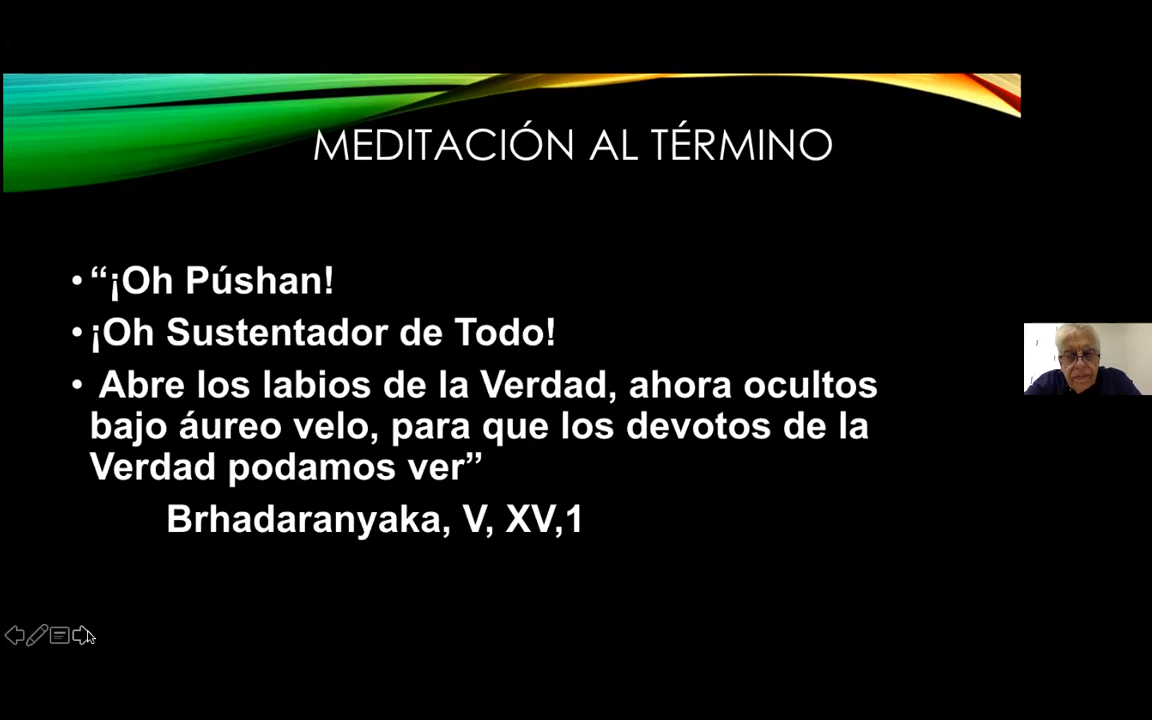 MEDITACIÓN AL TÉRMINO
• “¡Oh Púshan!
• ¡Oh Sustentador de Todo!
• Abre los labios de la Verdad, ahora ocultos
bajo áureo velo, para que los devotos de la
Verdad podamos ver”
Brhadaranyaka, V, XV,1